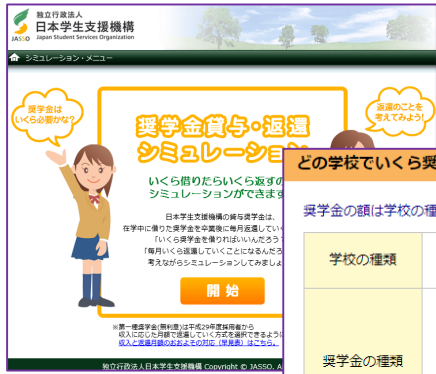 独立行政法人
日本学生支援機構
JASSO Japan Student Services Organization
シミュレーション・メニュー
奨学金は
いくら必要かな?
返還のことを
考えてみよう!
奨学金貸与・返還
シミュレーション
いくら借りたらいくら返すの
シミュレーションができます
日本学生支援機構の貸与奨学金は、
在学中に借りた奨学金を卒業後に毎月返還してい
「いくら奨学金を借りればいいんだろう
「毎月いくら返還していくことになるんだろ
考えながらシミュレーションしてみましょ
開始
※第一種奨学金(無利息)は平成29年度採用者から
収入に応じた月額で返還していく方式を選択できるように
収入と返還月額のおおよその対応(早見表)はこちら。
独立行政法人日本学生支援機構 Copyright © JASSO. A
どの学校でいくら奨
奨学金の額は学校の種
学校の種類
奨学金の種類